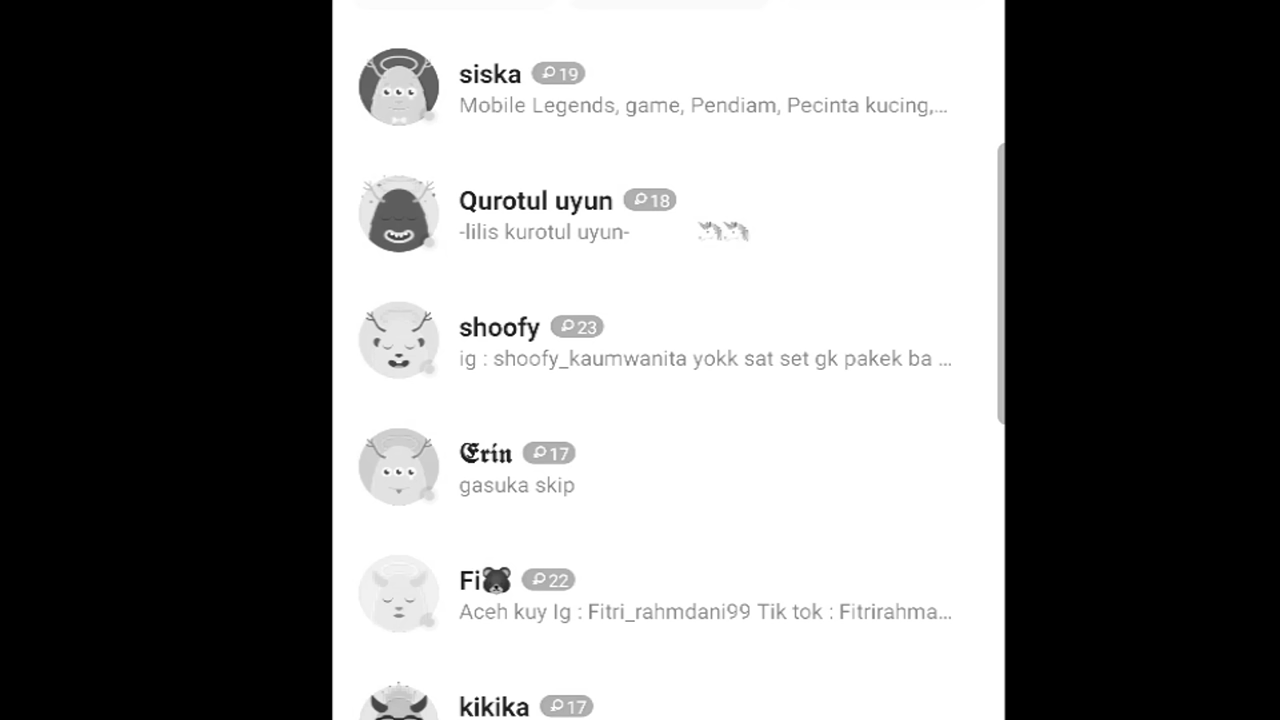 siska 19
Mobile Legends, game, Pendiam, Pecinta kucing,...
Qurotul uyun 18
-lilis kurotul uyun-
shoofy 23
ig : shoofy_kaumwanita yokk sat set gk pakek ba ...
𝕰𝖗𝖎𝖓 17
gasuka skip
Fi🐻 22
Aceh kuy Ig : Fitri_rahmdani99 Tik tok : Fitrirahma...
kikika 17